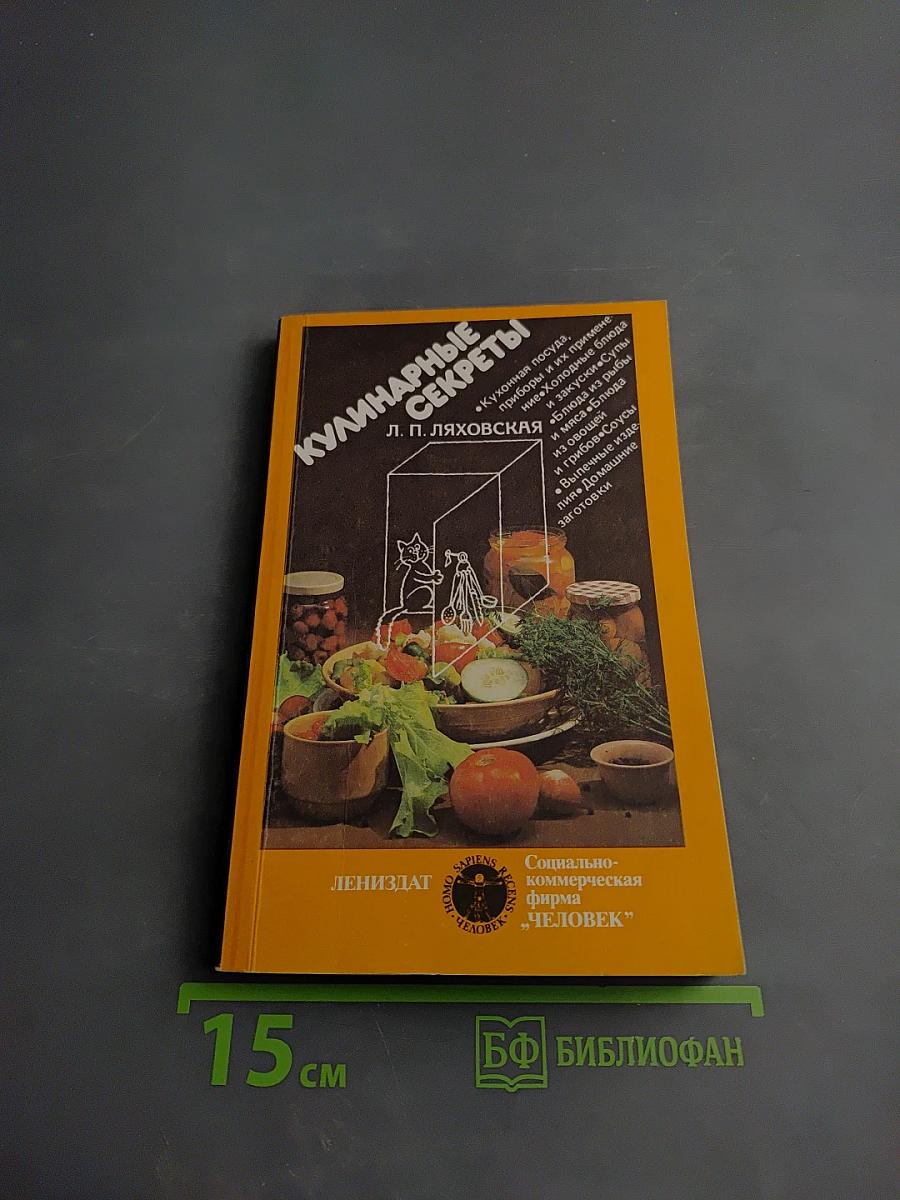 КУЛИНАРНЫЕ
СЕКРЕТЫ
Л. П. ЛЯХОВСКАЯ
•Кухонная посуда,
приборы и их примене-
ние•Холодные блюда
и закуски•Супы
•Блюда из рыбы
и мяса•Блюда
из овощей
и грибов•Соусы
•Выпечные изде-
лия•Домашние
заготовки
ЛЕНИЗДАТ
HOMO SAPIENS RECENS
•ЧЕЛОВЕК•
Социально-
коммерческая
фирма
„ЧЕЛОВЕК”
15 см
БФ БИБЛИОФАН